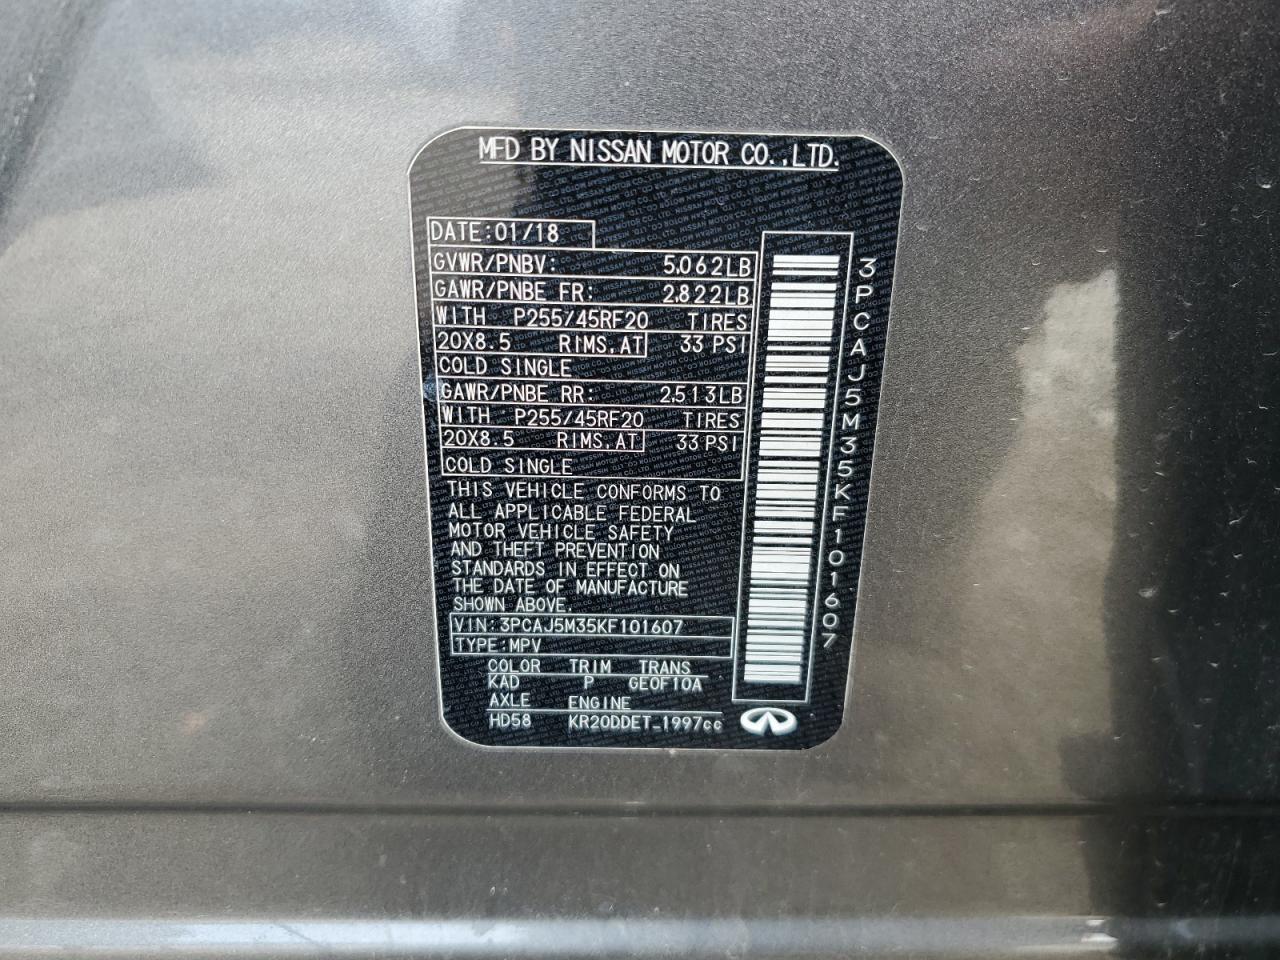 MFD BY NISSAN MOTOR CO.,LTD.
DATE:01/18
GVWR/PNBV: 5,062LB
GAWR/PNBE FR: 2,822LB
WITH P255/45RF20 TIRES
20X8.5 RIMS,AT 33 PSI
COLD SINGLE
GAWR/PNBE RR: 2,513LB
WITH P255/45RF20 TIRES
20X8.5 RIMS,AT 33 PSI
COLD SINGLE
THIS VEHICLE CONFORMS TO
ALL APPLICABLE FEDERAL
MOTOR VEHICLE SAFETY
AND THEFT PREVENTION
STANDARDS IN EFFECT ON
THE DATE OF MANUFACTURE
SHOWN ABOVE.
VIN:3PCAJ5M35KF101607
TYPE:MPV
COLOR TRIM TRANS
KAD P GE0F10A
AXLE ENGINE
HD58 KR20DDET-1997cc
3PCAJ5M35KF101607